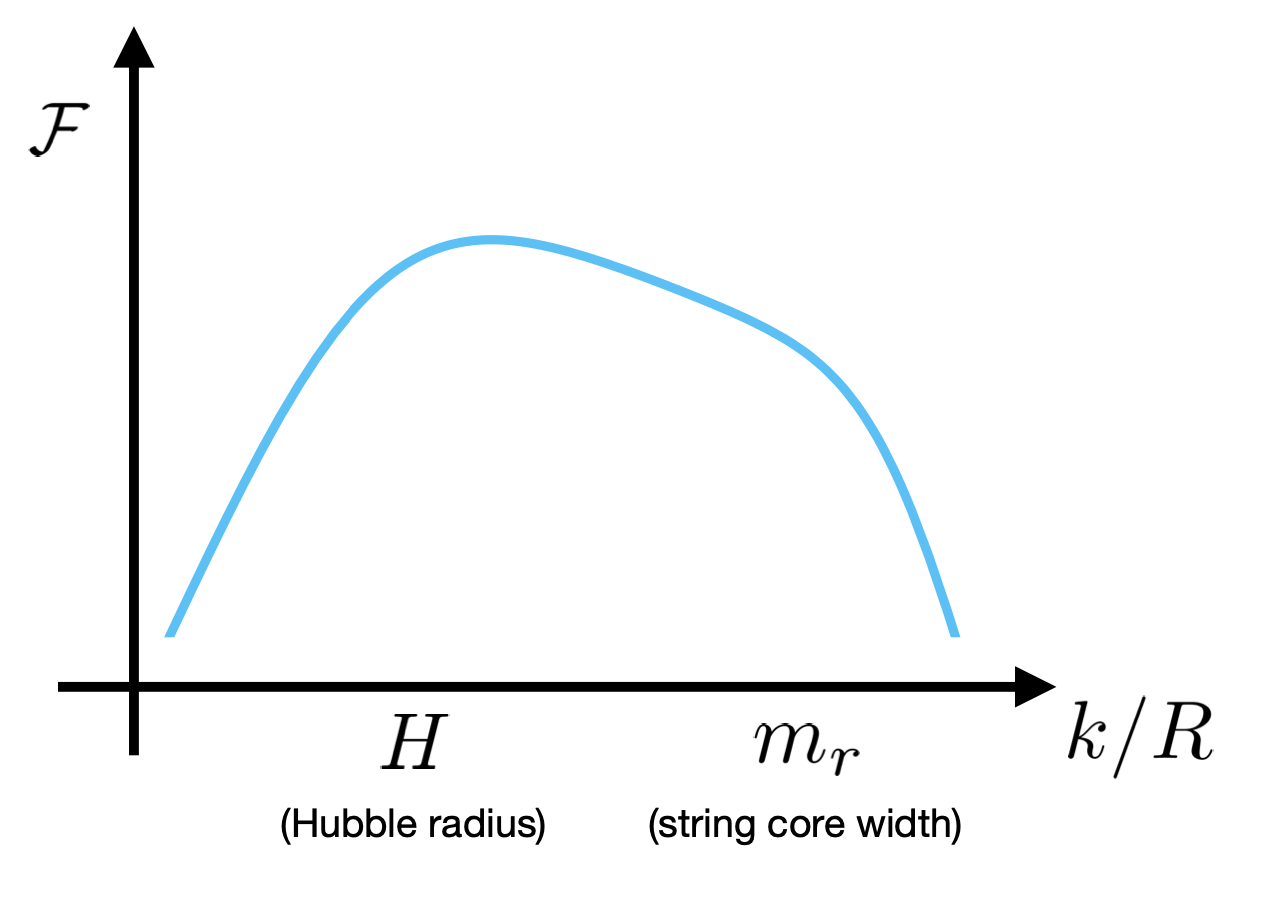 ℱ
H
m_r
k/R
(Hubble radius)
(string core width)